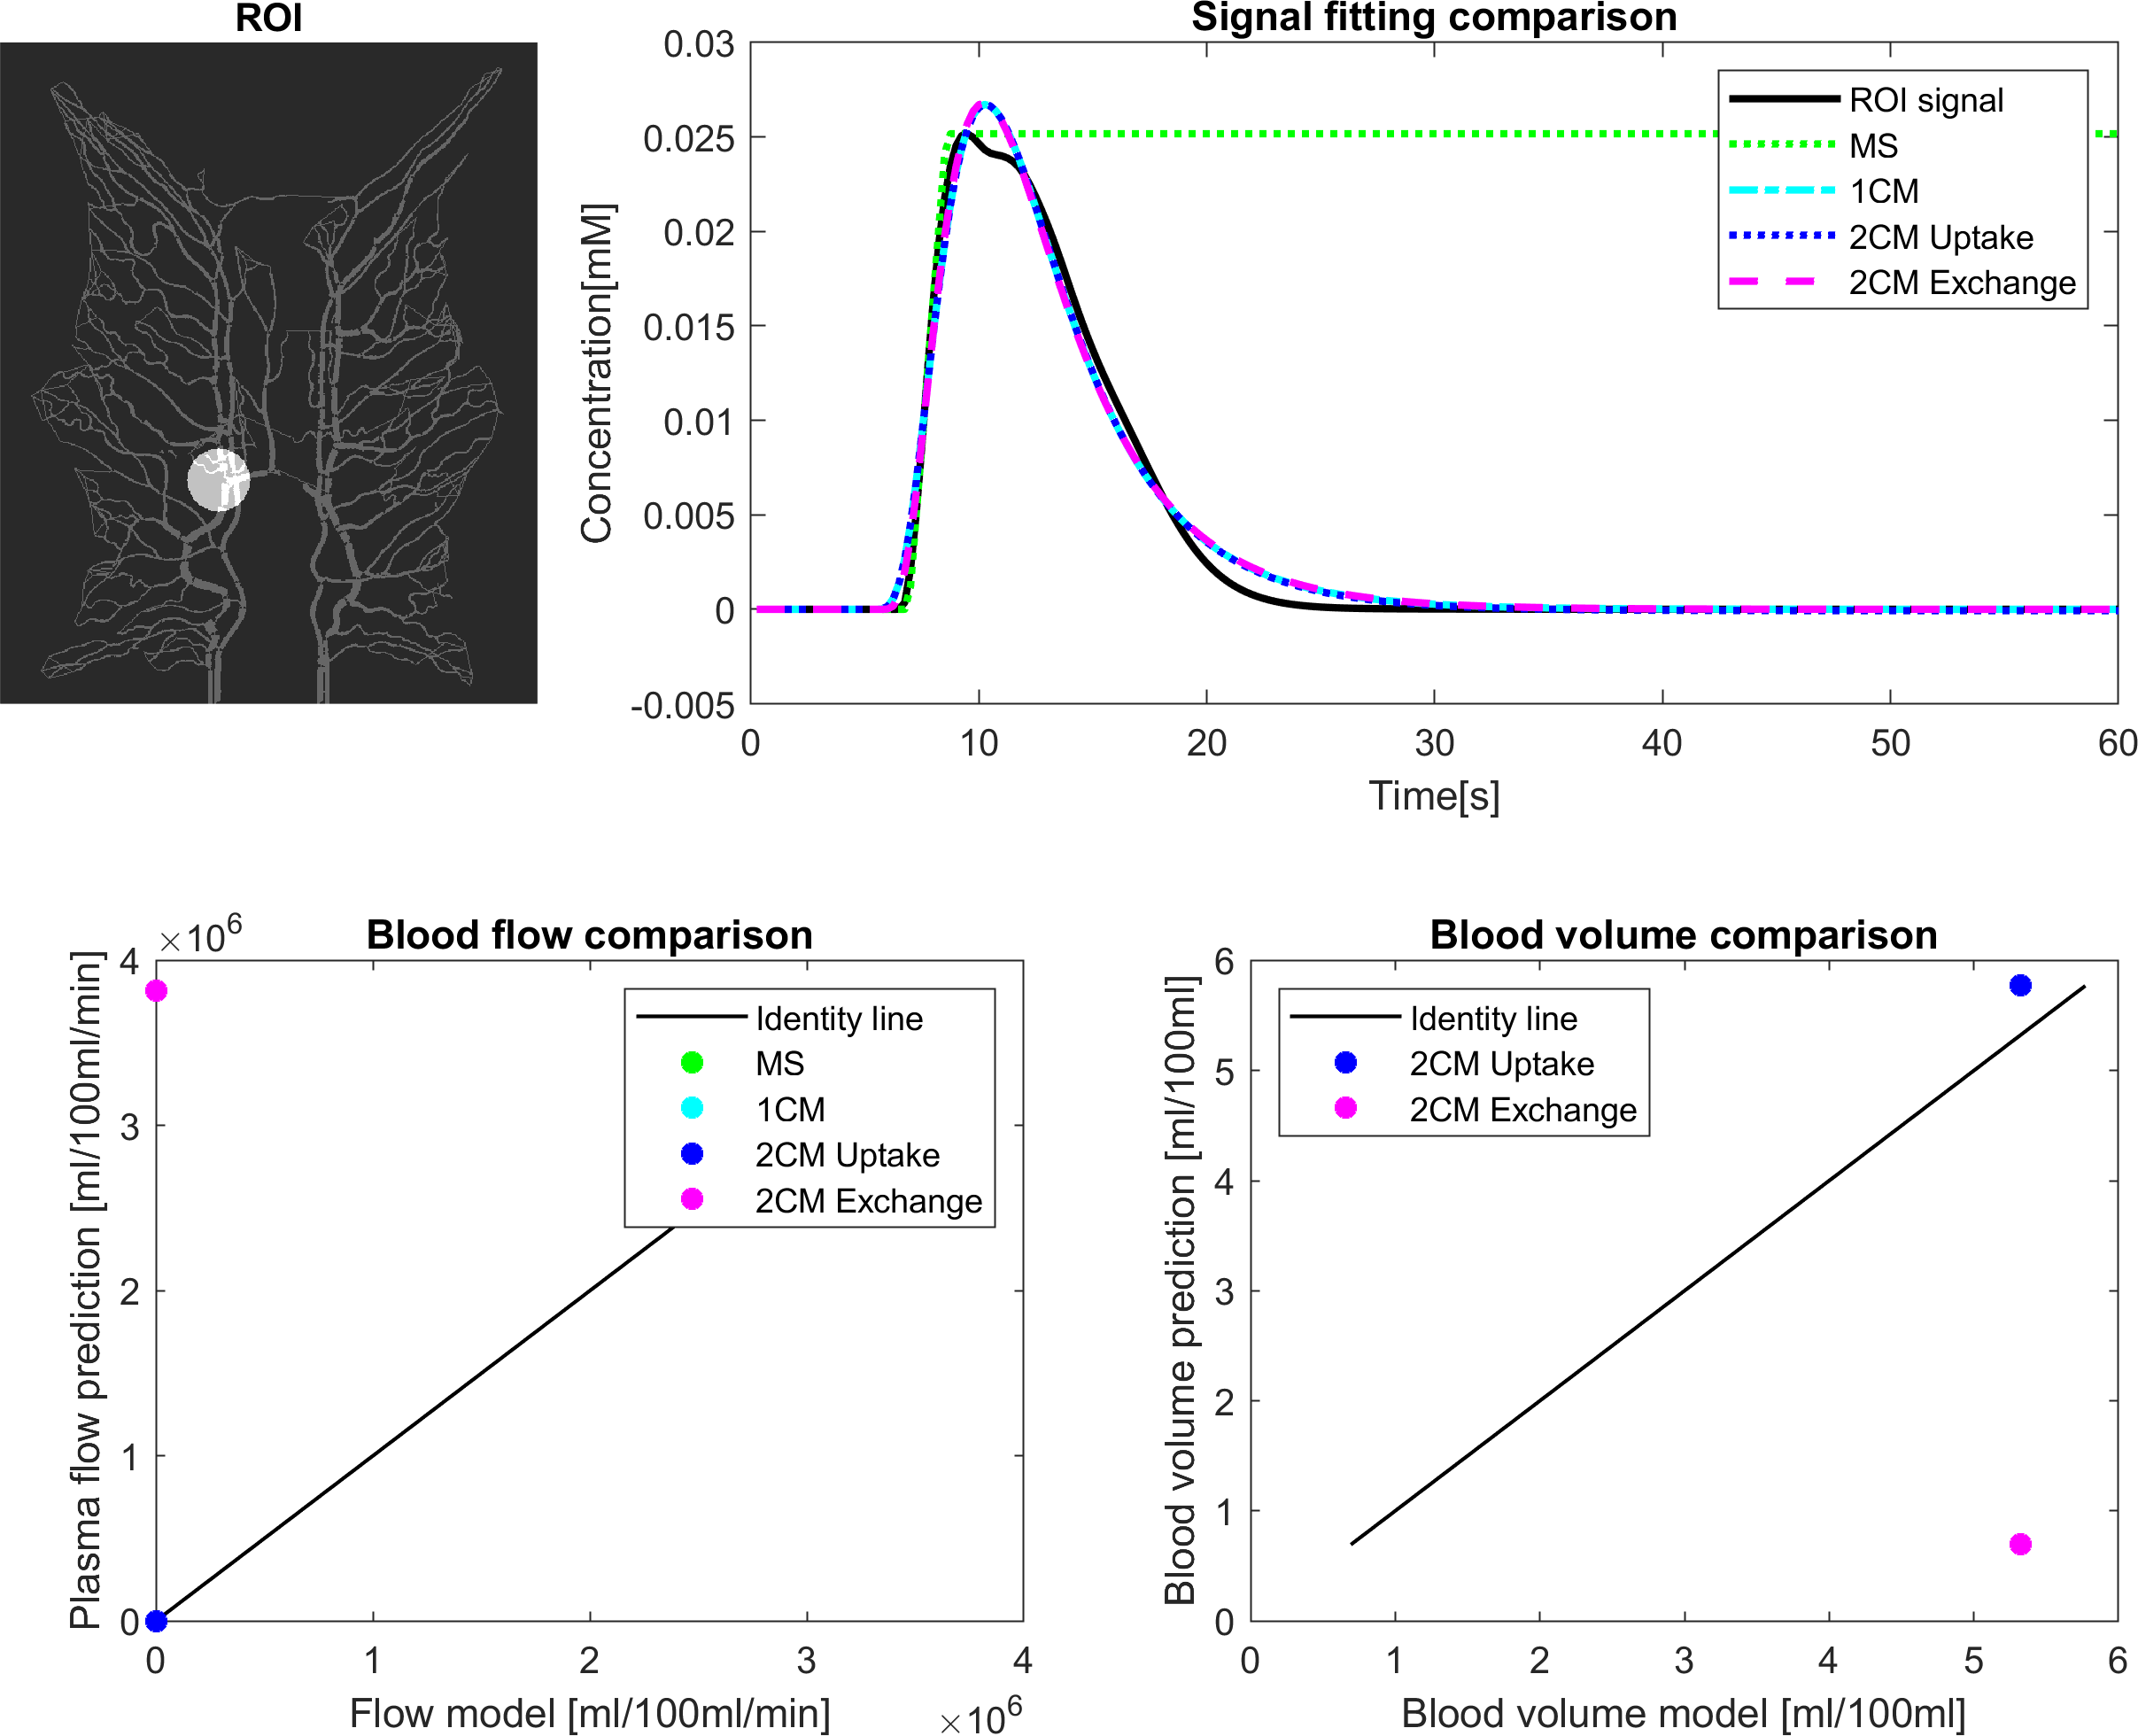 ROI
Signal fitting comparison
0.03
0.025
0.02
0.015
0.01
0.005
0
-0.005
Concentration[mM]
ROI signal
MS
1CM
2CM Uptake
2CM Exchange
0 10 20 30 40 50 60
Time[s]
Blood flow comparison
×10^6
4
3
2
1
0
Plasma flow prediction [ml/100ml/min]
Identity line
MS
1CM
2CM Uptake
2CM Exchange
0 1 2 3 4
Flow model [ml/100ml/min]
×10^6
Blood volume comparison
6
5
4
3
2
1
0
Blood volume prediction [ml/100ml]
Identity line
2CM Uptake
2CM Exchange
0 1 2 3 4 5 6
Blood volume model [ml/100ml]